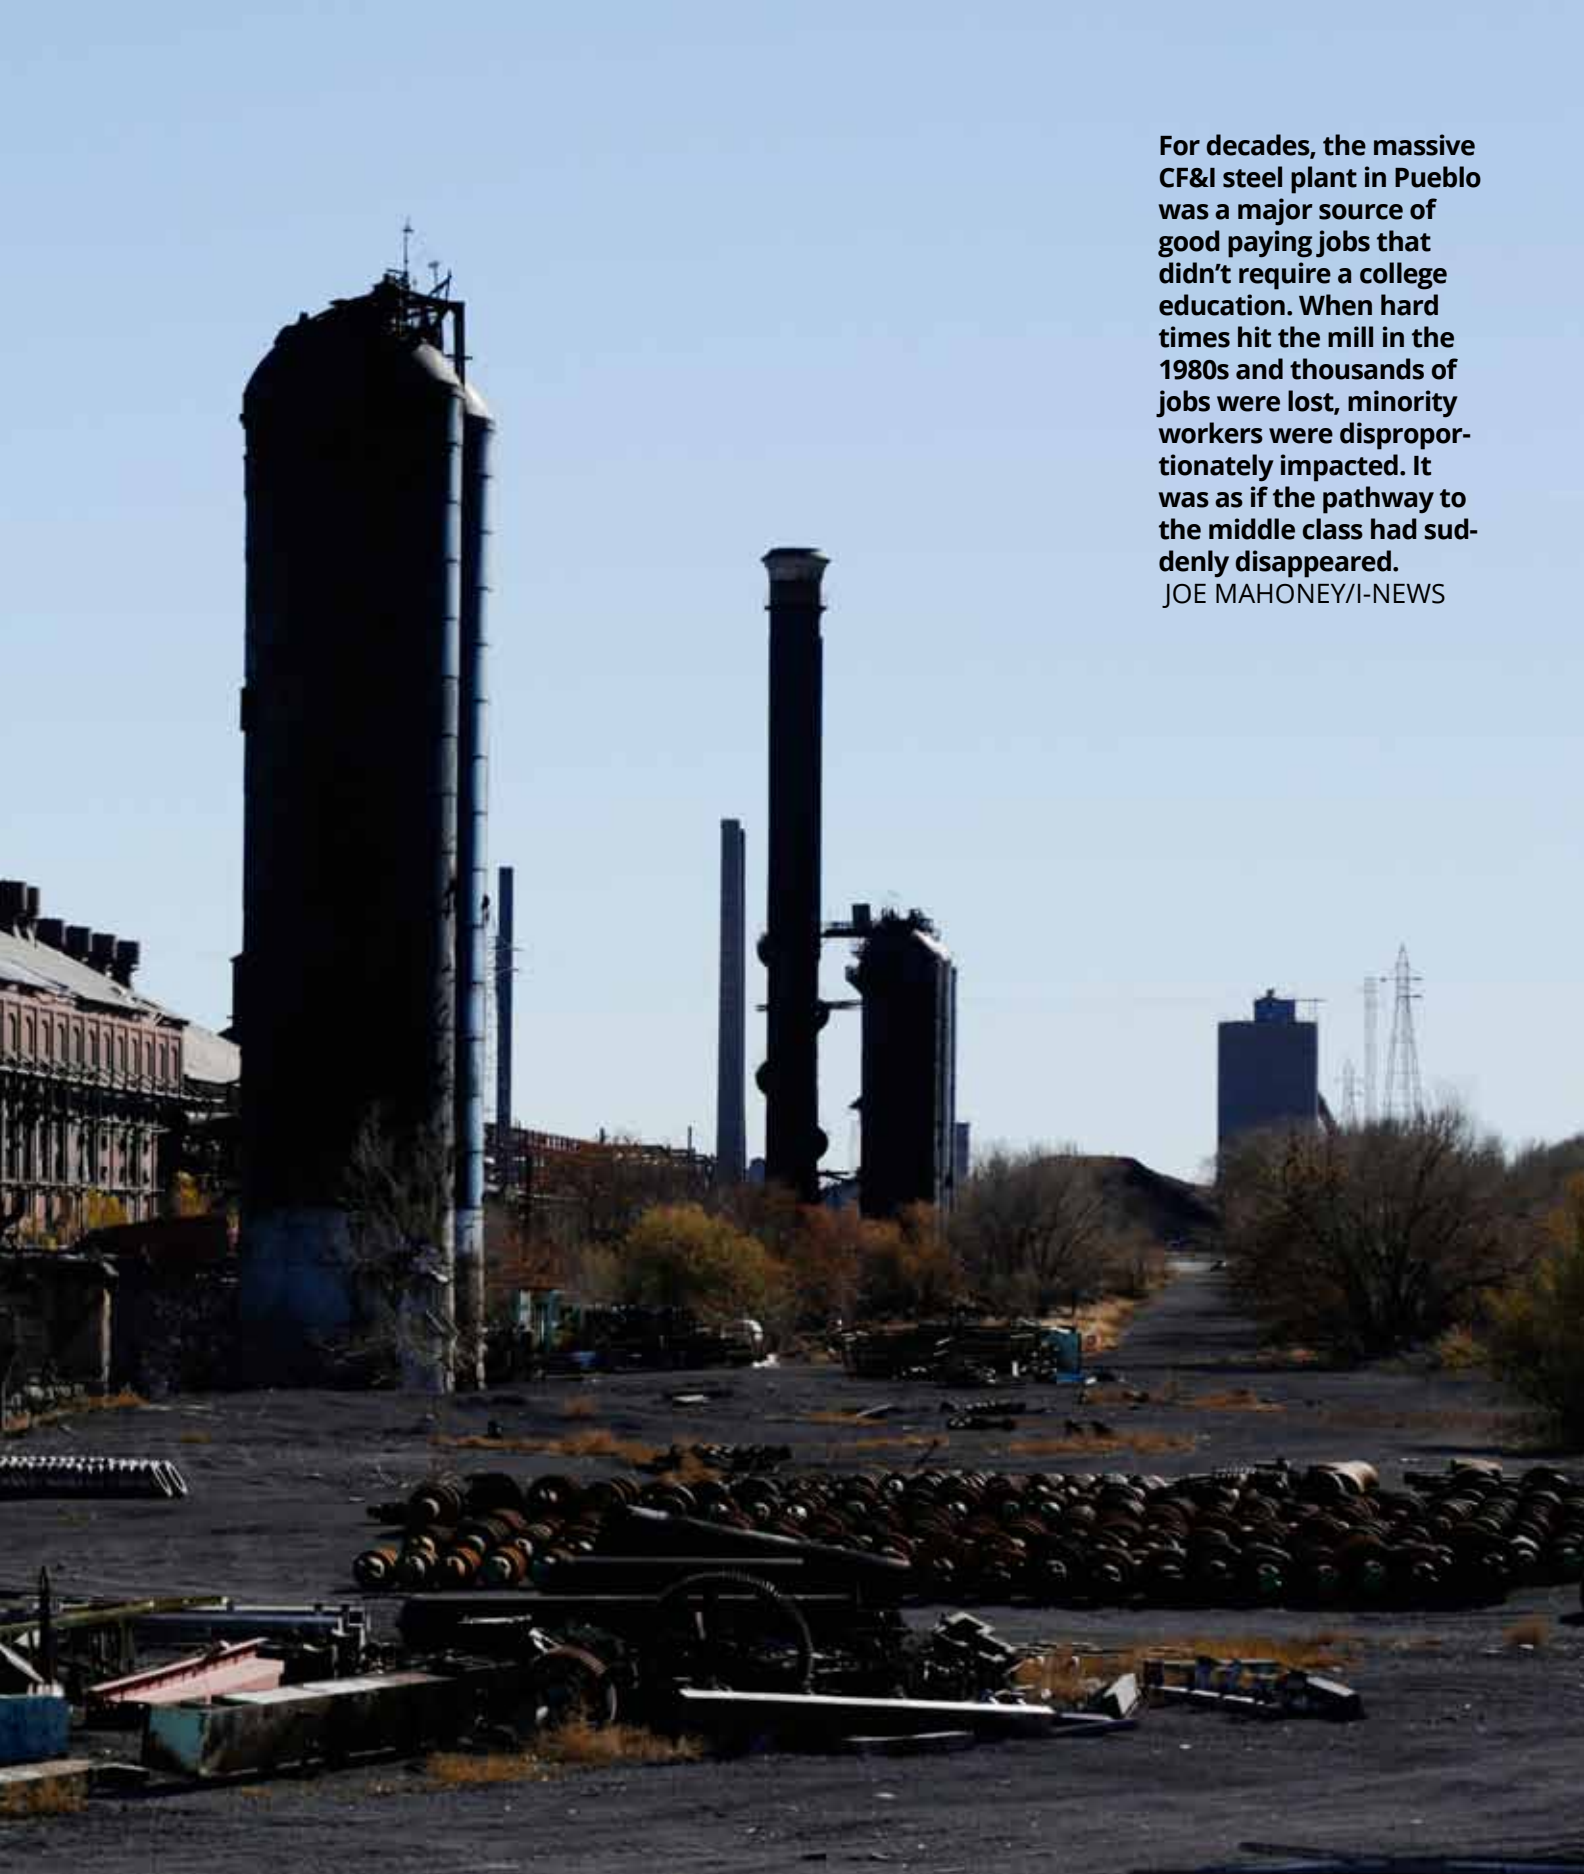 For decades, the massive
CF&I steel plant in Pueblo
was a major source of
good paying jobs that
didn’t require a college
education. When hard
times hit the mill in the
1980s and thousands of
jobs were lost, minority
workers were dispropor-
tionately impacted. It
was as if the pathway to
the middle class had sud-
denly disappeared.
JOE MAHONEY/I-NEWS